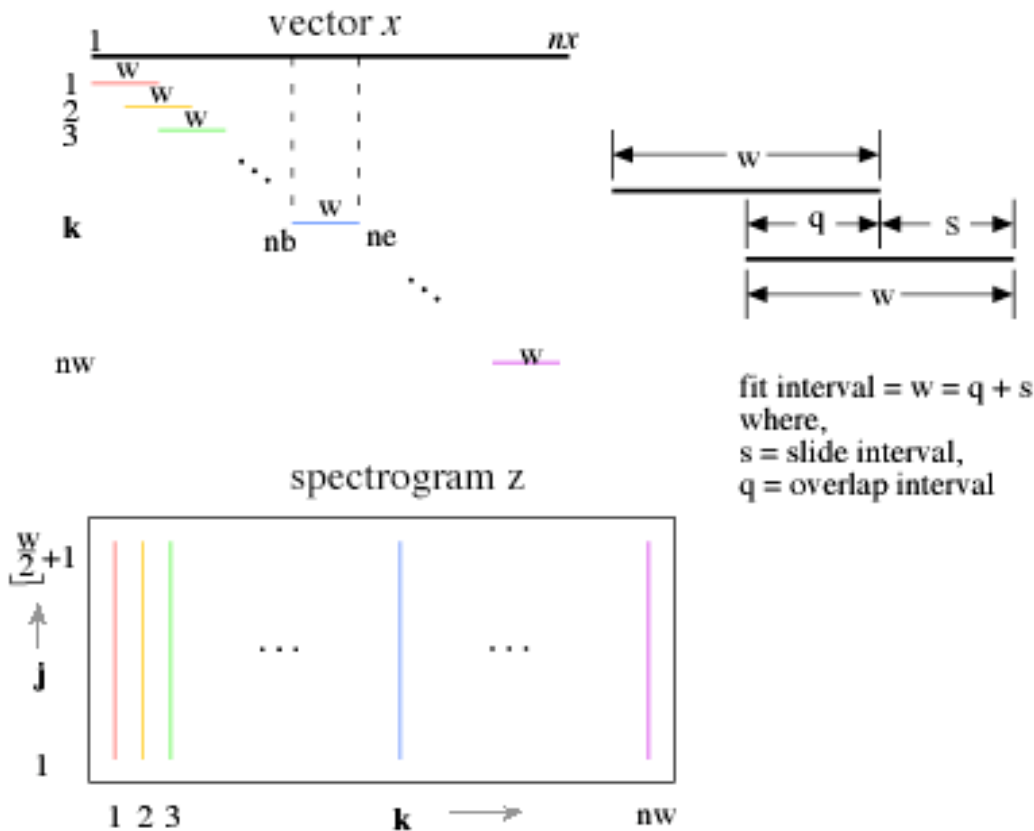 vector x
1 nx
1 w
2 w
3 w
w
k w
nb ne
q s
w
nw w
fit interval = w = q + s
where,
s = slide interval,
q = overlap interval
spectrogram z
⌊w/2⌋+1
...
...
j
1
1 2 3 k nw